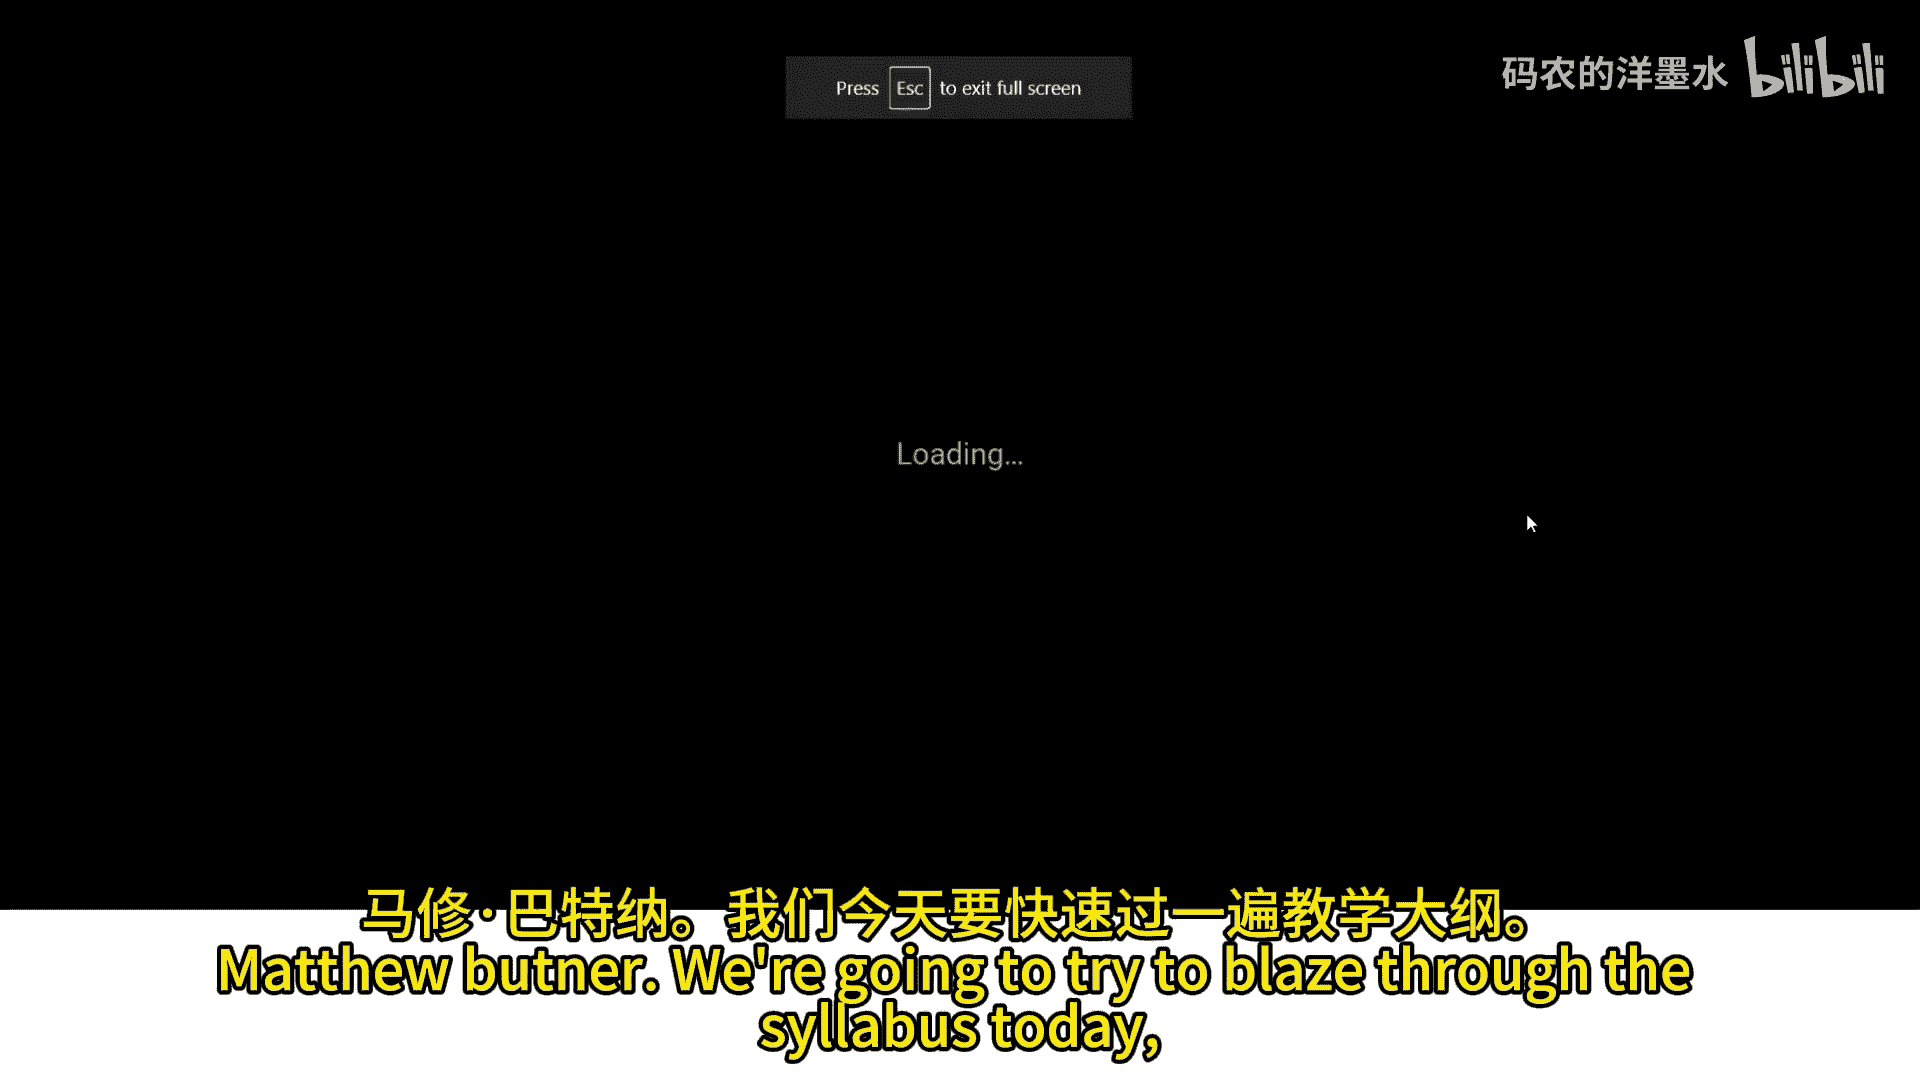 码农的洋墨水 bilibili
Press Esc to exit full screen
Loading...
马修·巴特纳。我们今天要快速过一遍教学大纲。
Matthew butner. We're going to try to blaze through the
syllabus today,